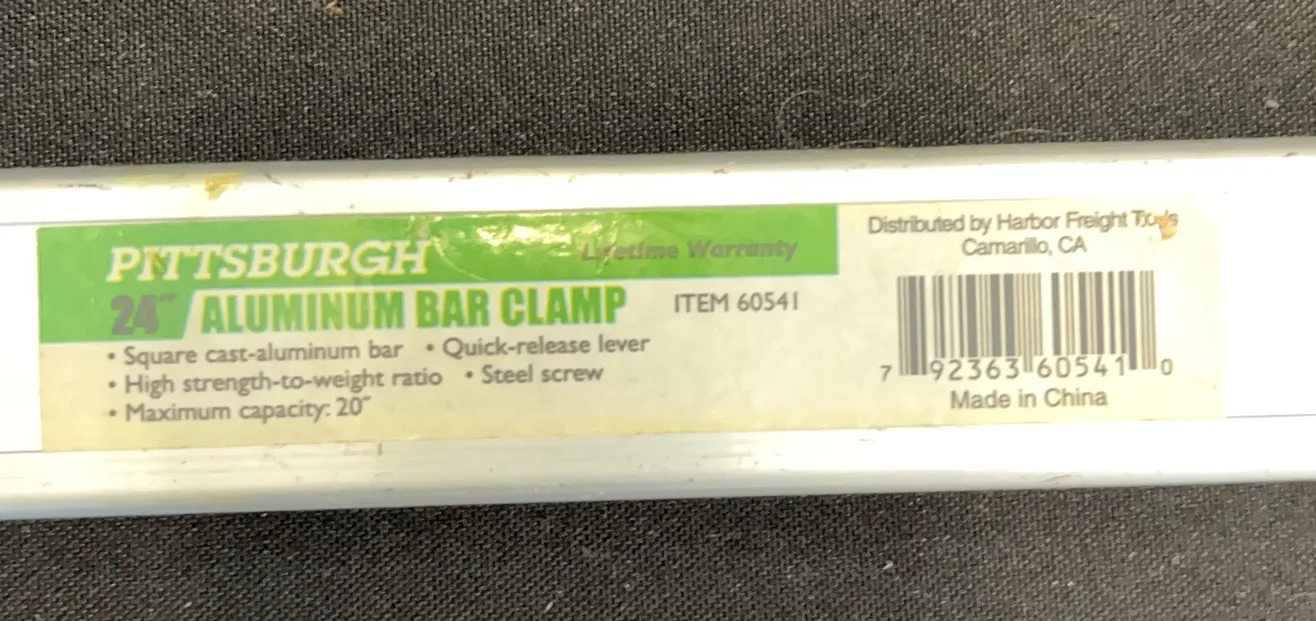 PITTSBURGH Lifetime Warranty
24" ALUMINUM BAR CLAMP ITEM 60541
• Square cast-aluminum bar • Quick-release lever
• High strength-to-weight ratio • Steel screw
• Maximum capacity: 20"
Distributed by Harbor Freight Tools
Camarillo, CA
7 92363 60541 0
Made in China